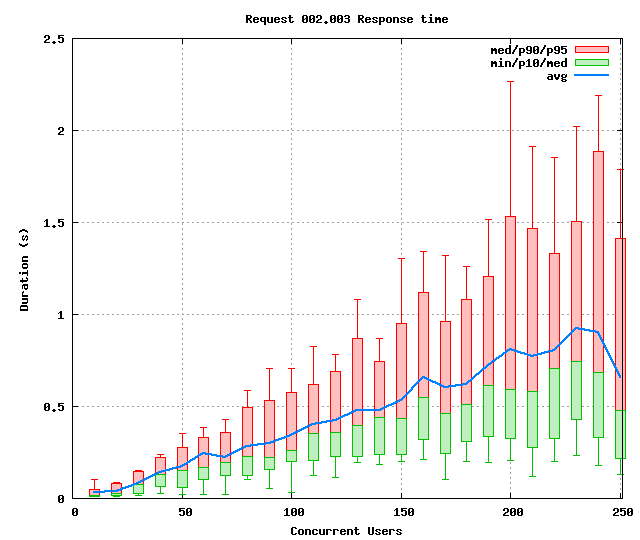 Request 002.003 Response time
med/p90/p95
min/p10/med
avg
2.5
2
1.5
1
0.5
0
Duration (s)
0 50 100 150 200 250
Concurrent Users